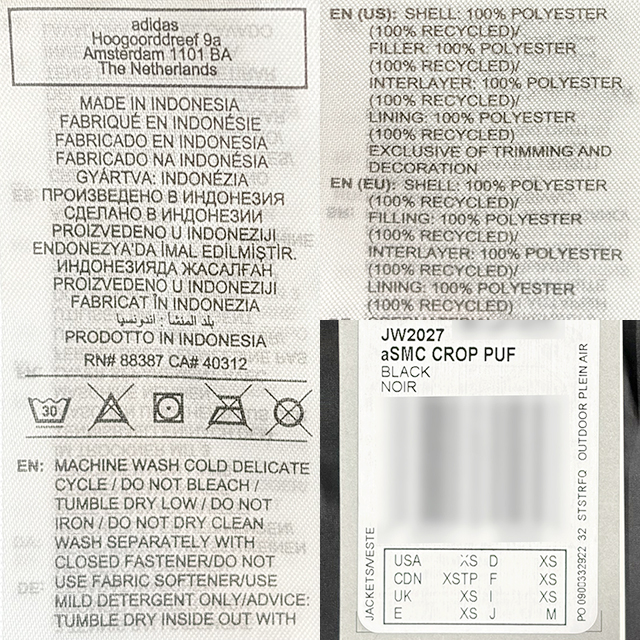 adidas
Hoogoorddreef 9a
Amsterdam 1101 BA
The Netherlands
MADE IN INDONESIA
FABRIQUÉ EN INDONÉSIE
FABRICADO EN INDONESIA
FABRICADO NA INDONÉSIA
GYÁRTVA: INDONÉZIA
ПРОИЗВЕДЕНО В ИНДОНЕЗИЯ
СДЕЛАНО В ИНДОНЕЗИИ
PROIZVEDENO U INDONEZIJI
ENDONEZYA'DA İMAL EDİLMİŞTİR.
ИНДОНЕЗИЯДА ЖАСАЛҒАН
PROIZVEDENO U INDONEZIJI
FABRICAT ÎN INDONEZIA
بلد المنشأ: اندونسيا
PRODOTTO IN INDONESIA
RN# 88387 CA# 40312
30
EN: MACHINE WASH COLD DELICATE
CYCLE / DO NOT BLEACH /
TUMBLE DRY LOW / DO NOT
IRON / DO NOT DRY CLEAN
WASH SEPARATELY WITH
CLOSED FASTENER/DO NOT
USE FABRIC SOFTENER/USE
MILD DETERGENT ONLY/ADVICE:
TUMBLE DRY INSIDE OUT WITH
EN (US): SHELL: 100% POLYESTER
(100% RECYCLED)/
FILLER: 100% POLYESTER
(100% RECYCLED)/
INTERLAYER: 100% POLYESTER
(100% RECYCLED)/
LINING: 100% POLYESTER
(100% RECYCLED)
EXCLUSIVE OF TRIMMING AND
DECORATION
EN (EU): SHELL: 100% POLYESTER
(100% RECYCLED)/
FILLING: 100% POLYESTER
(100% RECYCLED)/
INTERLAYER: 100% POLYESTER
(100% RECYCLED)/
LINING: 100% POLYESTER
(100% RECYCLED)
JW2027
aSMC CROP PUF
BLACK
NOIR
JACKETS/VESTE
PO 0900332922 32 STSTRFO OUTDOOR PLEIN AIR
USA XS D XS
CDN XSTP F XS
UK XS I XS
E XS J M